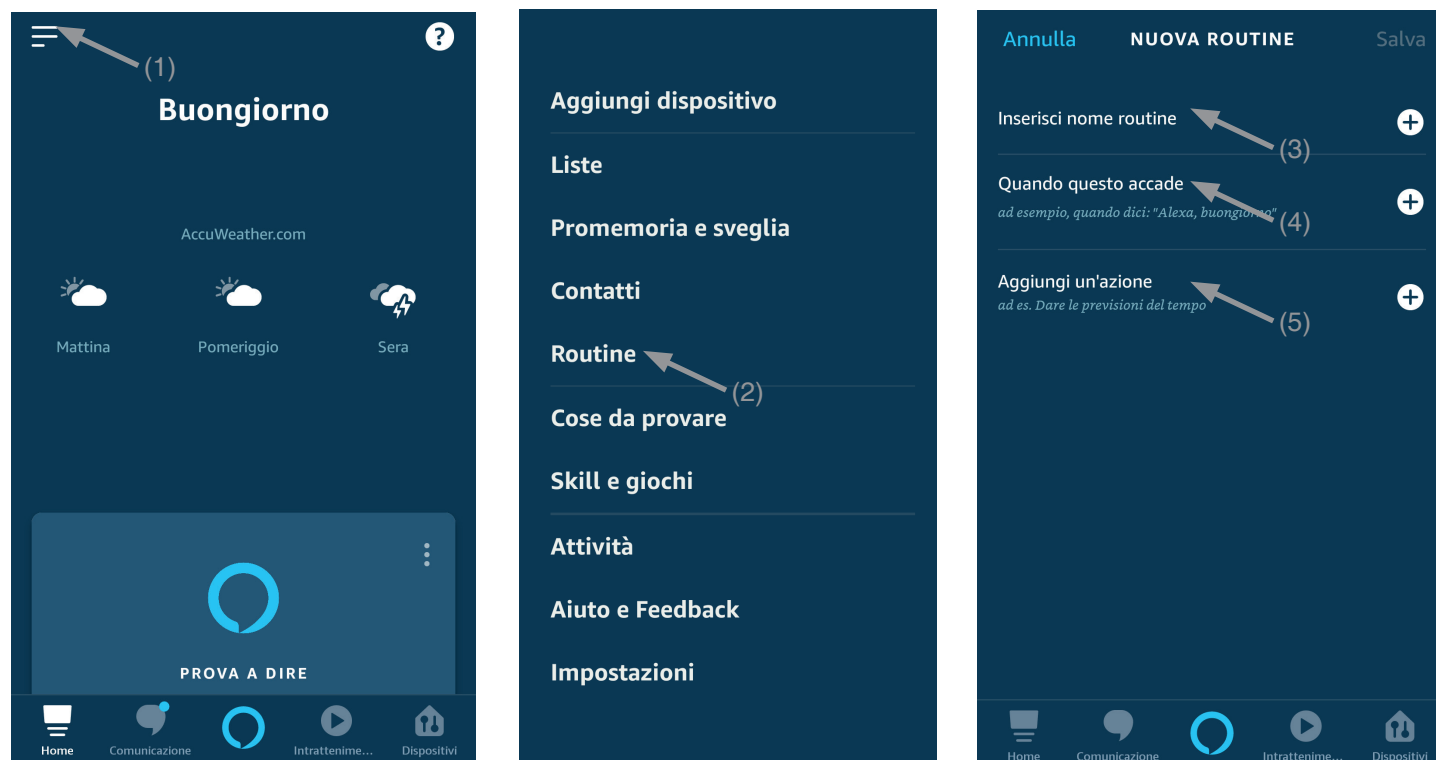 (1)
?
Buongiorno
AccuWeather.com
Mattina Pomeriggio Sera
PROVA A DIRE
Home Comunicazione Intrattenime... Dispositivi
Aggiungi dispositivo
Liste
Promemoria e sveglia
Contatti
Routine
(2)
Cose da provare
Skill e giochi
Attività
Aiuto e Feedback
Impostazioni
Annulla NUOVA ROUTINE Salva
Inserisci nome routine
(3)
Quando questo accade
ad esempio, quando dici: "Alexa, buongiorno"
(4)
Aggiungi un'azione
ad es. Dare le previsioni del tempo
(5)
Home Comunicazione Intrattenime... Dispositivi